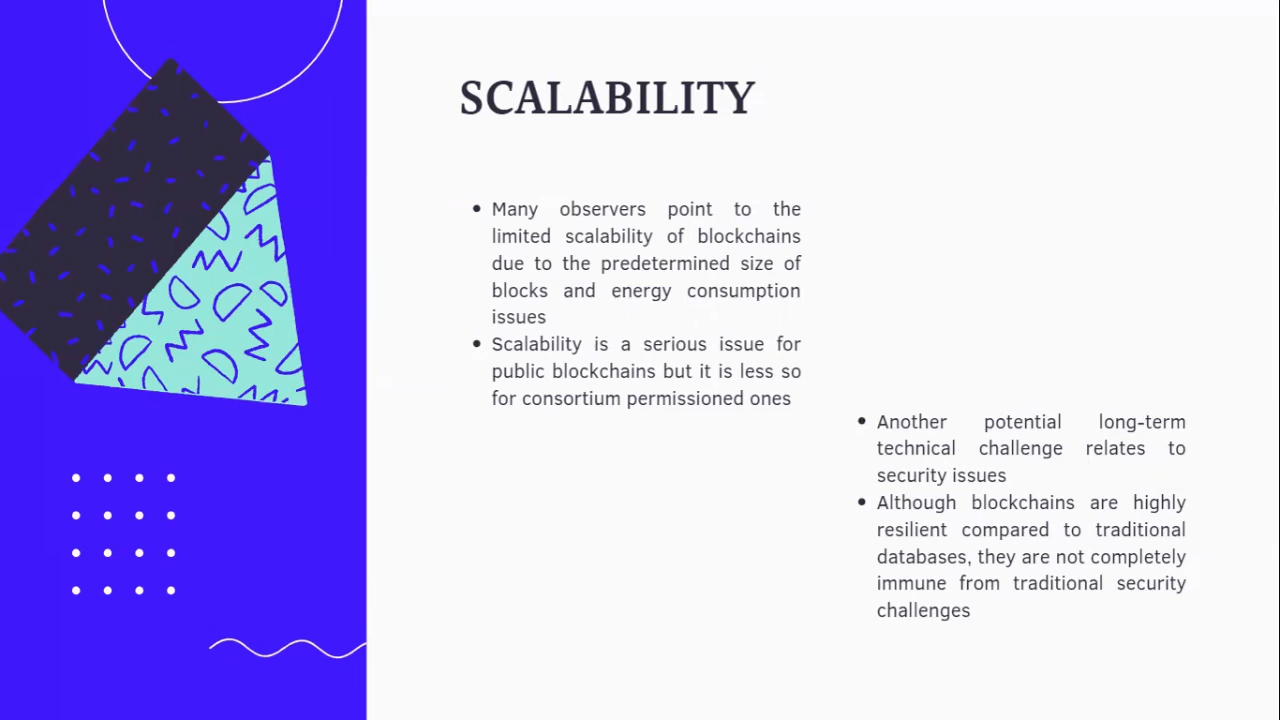 SCALABILITY
• Many observers point to the
limited scalability of blockchains
due to the predetermined size of
blocks and energy consumption
issues
• Scalability is a serious issue for
public blockchains but it is less so
for consortium permissioned ones
• Another potential long-term
technical challenge relates to
security issues
• Although blockchains are highly
resilient compared to traditional
databases, they are not completely
immune from traditional security
challenges